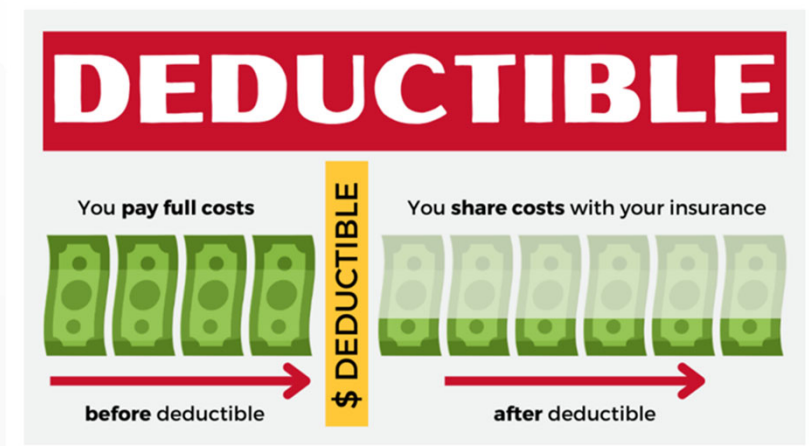 DEDUCTIBLE
You pay full costs
$ DEDUCTIBLE
You share costs with your insurance
before deductible
after deductible